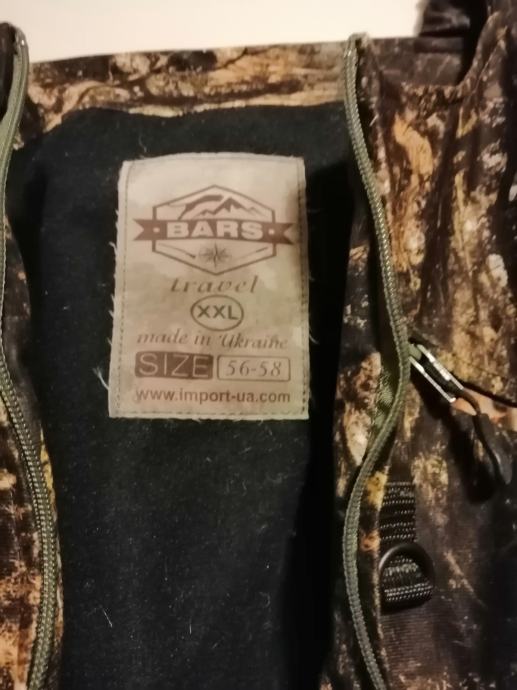 BARS
travel
XXL
made in Ukraine
SIZE 56-58
www.import-ua.com